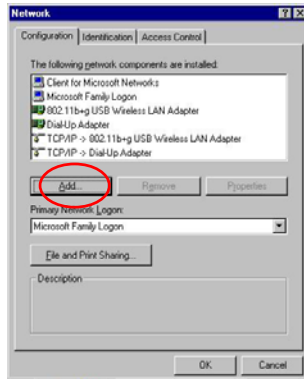 Network
Configuration Identification Access Control
The following network components are installed:
Client for Microsoft Networks
Microsoft Family Logon
802.11b+g USB Wireless LAN Adapter
Dial-Up Adapter
TCP/IP -> 802.11b+g USB Wireless LAN Adapter
TCP/IP -> Dial-Up Adapter
Add... Remove Properties
Primary Network Logon:
Microsoft Family Logon
File and Print Sharing...
Description
OK Cancel